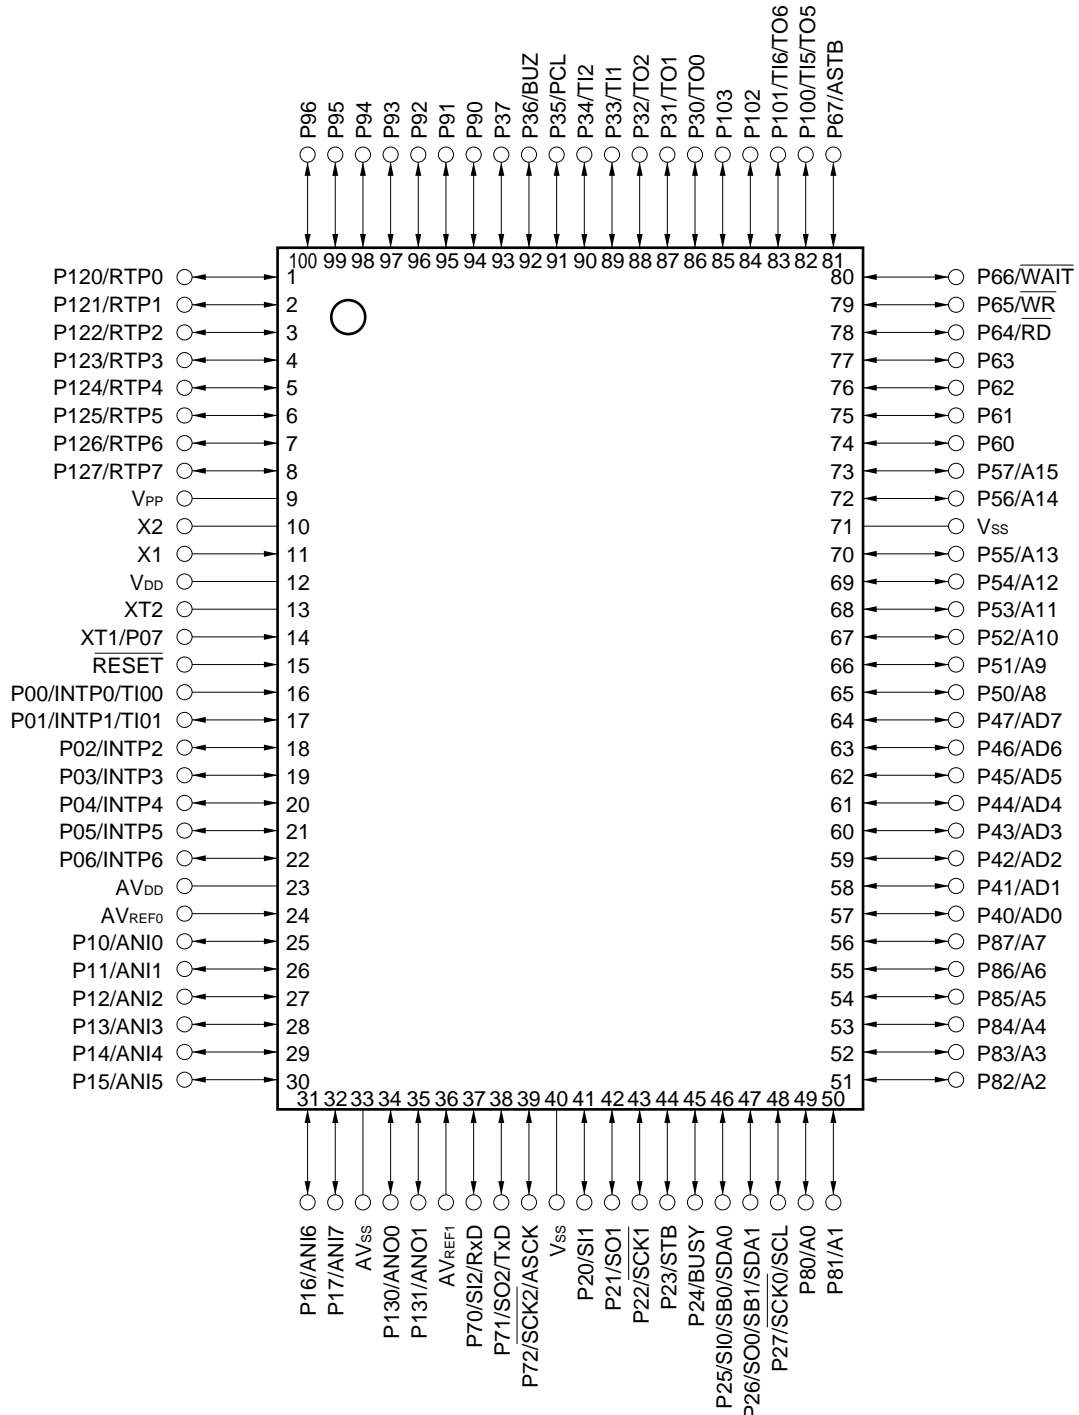 P96
P95
P94
P93
P92
P91
P90
P37
P36/BUZ
P35/PCL
P34/TI2
P33/TI1
P32/TO2
P31/TO1
P30/TO0
P103
P102
P101/TI6/TO6
P100/TI5/TO5
P67/ASTB
100 99 98 97 96 95 94 93 92 91 90 89 88 87 86 85 84 83 82 81
P120/RTP0 1 80 P66/WAIT
P121/RTP1 2 79 P65/WR
P122/RTP2 3 78 P64/RD
P123/RTP3 4 77 P63
P124/RTP4 5 76 P62
P125/RTP5 6 75 P61
P126/RTP6 7 74 P60
P127/RTP7 8 73 P57/A15
VPP 9 72 P56/A14
X2 10 71 VSS
X1 11 70 P55/A13
VDD 12 69 P54/A12
XT2 13 68 P53/A11
XT1/P07 14 67 P52/A10
RESET 15 66 P51/A9
P00/INTP0/TI00 16 65 P50/A8
P01/INTP1/TI01 17 64 P47/AD7
P02/INTP2 18 63 P46/AD6
P03/INTP3 19 62 P45/AD5
P04/INTP4 20 61 P44/AD4
P05/INTP5 21 60 P43/AD3
P06/INTP6 22 59 P42/AD2
AVDD 23 58 P41/AD1
AVREF0 24 57 P40/AD0
P10/ANI0 25 56 P87/A7
P11/ANI1 26 55 P86/A6
P12/ANI2 27 54 P85/A5
P13/ANI3 28 53 P84/A4
P14/ANI4 29 52 P83/A3
P15/ANI5 30 51 P82/A2
31 32 33 34 35 36 37 38 39 40 41 42 43 44 45 46 47 48 49 50
P16/ANI6
P17/ANI7
AVSS
P130/ANO0
P131/ANO1
AVREF1
P70/SI2/RxD
P71/SO2/TxD
P72/SCK2/ASCK
VSS
P20/SI1
P21/SO1
P22/SCK1
P23/STB
P24/BUSY
P25/SI0/SB0/SDA0
P26/SO0/SB1/SDA1
P27/SCK0/SCL
P80/A0
P81/A1